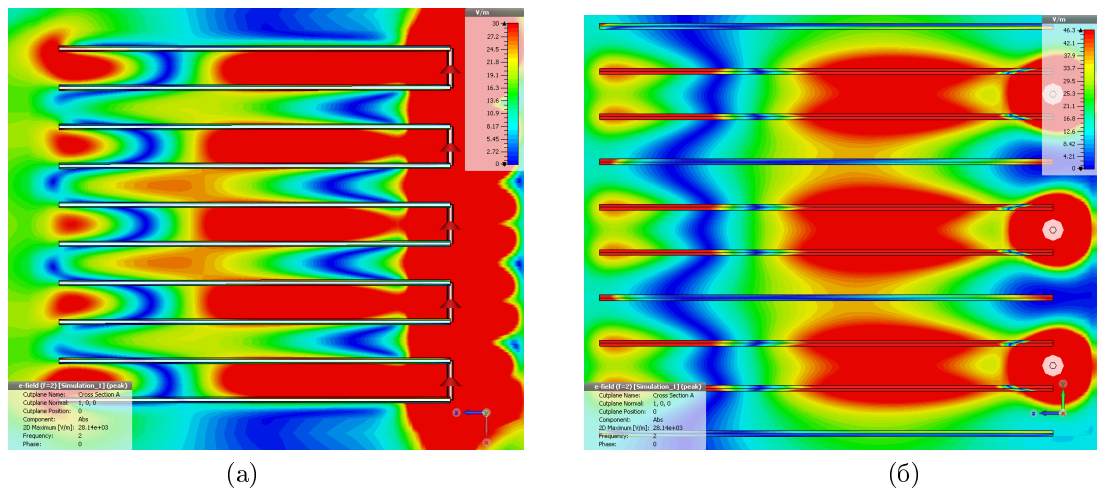 V/m
30
27.2
24.5
21.8
19.1
16.3
13.6
10.9
8.17
5.45
2.72
0
e-field (f=2) [Simulation_1] (peak)
Cutplane Name: Cross Section A
Cutplane Normal: 1, 0, 0
Cutplane Position: 0
Component: Abs
2D Maximum [V/m]: 28.14e+03
Frequency: 2
Phase: 0
(а)
V/m
46.3
42.1
37.9
33.7
29.5
25.3
21.1
16.8
12.6
8.42
4.21
0
e-field (f=2) [Simulation_1] (peak)
Cutplane Name: Cross Section A
Cutplane Normal: 1, 0, 0
Cutplane Position: 0
Component: Abs
2D Maximum [V/m]: 28.14e+03
Frequency: 2
Phase: 0
(б)